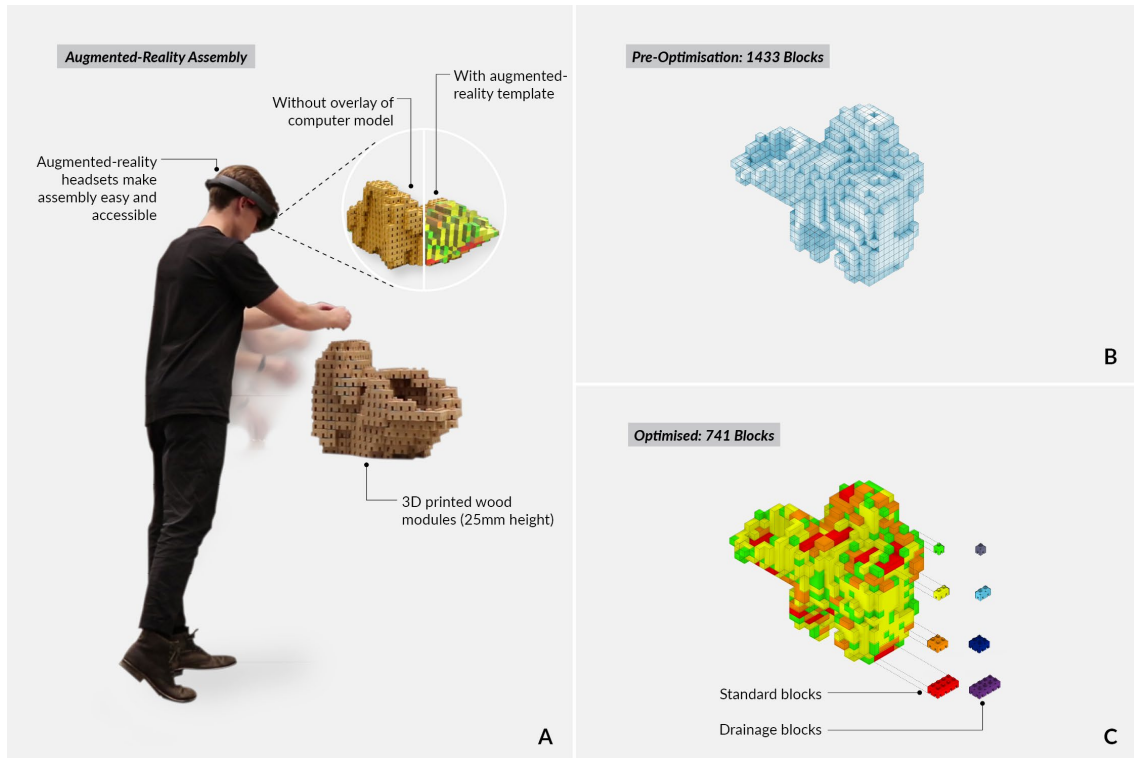 Augmented-Reality Assembly
With augmented-
reality template
Without overlay of
computer model
Augmented-reality
headsets make
assembly easy and
accessible
3D printed wood
modules (25mm height)
A
Pre-Optimisation: 1433 Blocks
B
Optimised: 741 Blocks
Standard blocks
Drainage blocks
C